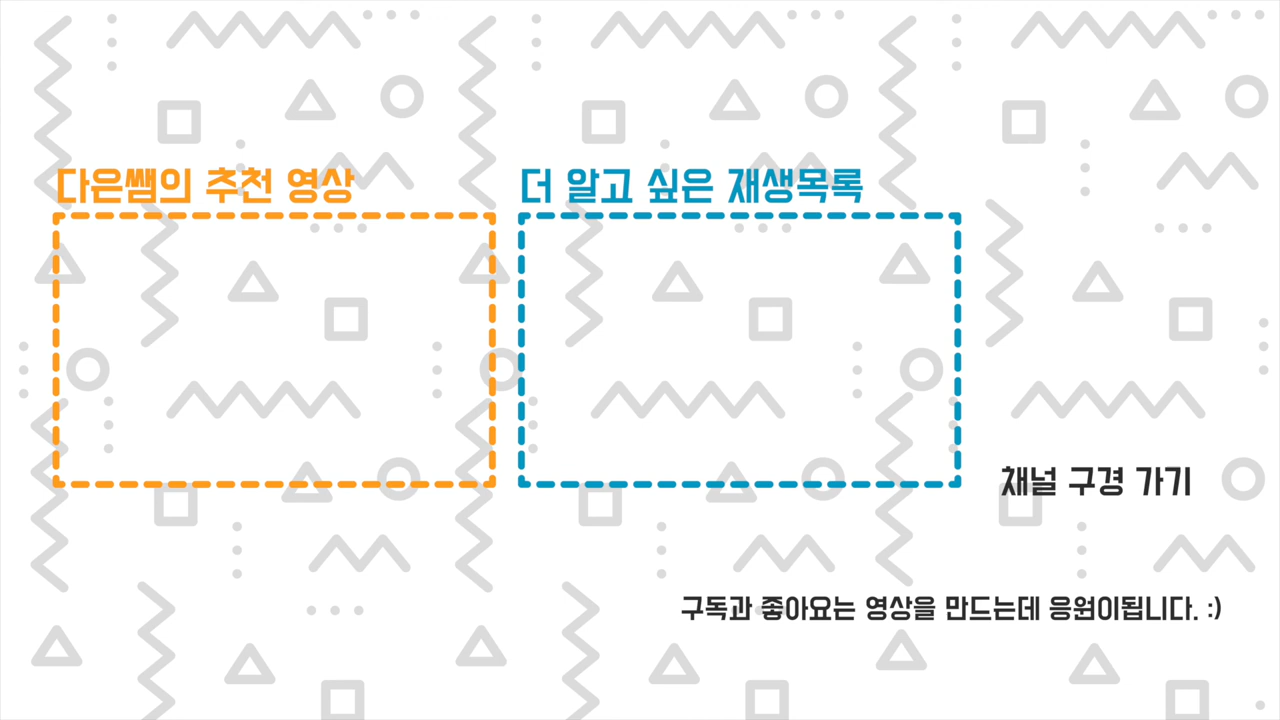 다은쌤의 추천 영상
더 알고 싶은 재생목록
채널 구경 가기
구독과 좋아요는 영상을 만드는데 응원이됩니다. :)